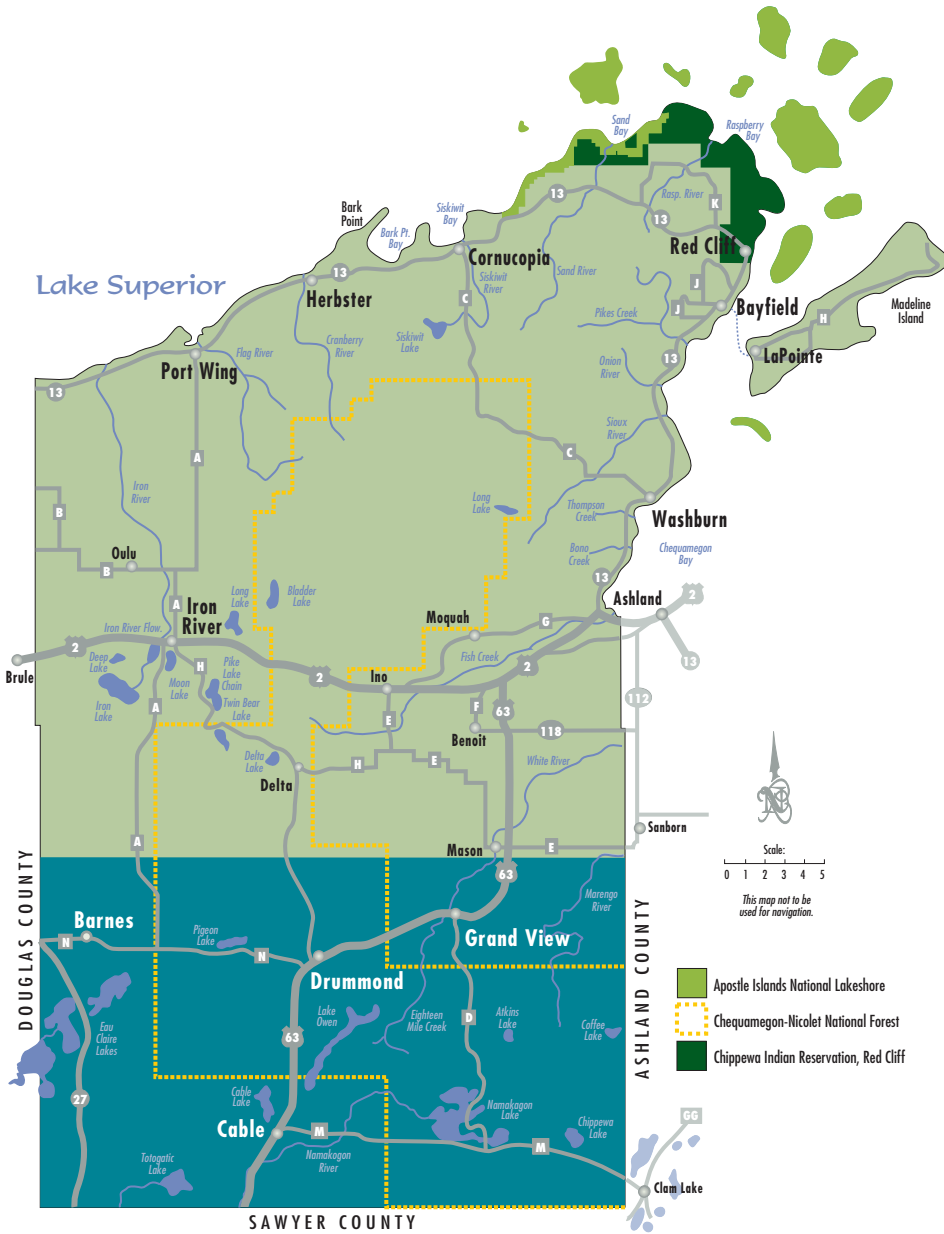 Sand
Bay
Raspberry
Bay
Bark
Point
Siskiwit
Bay
Bark Pt.
Bay
13
Rasp. River
K
13
Red Cliff
Cornucopia
Lake Superior
13
Herbster
Siskiwit
River
Sand River
C
J
J
Bayfield
Madeline
Island
H
Pikes Creek
Siskiwit
Lake
Cranberry
River
Flag River
Port Wing
LaPointe
13
Onion
River
13
Sioux
River
A
C
Iron
River
Long
Lake
Thompson
Creek
Washburn
B
Oulu
B
Bono
Creek
Chequamegon
Bay
13
A
Long
Lake
Bladder
Lake
Ashland
2
Iron
River
Moquah
G
Iron River Flow.
2
Brule
Deep
Lake
H
Pike
Lake
Chain
Fish Creek
2
13
Moon
Lake
Iron
Lake
A
Twin Bear
Lake
2
Ino
E
F
63
112
Benoit
118
Delta
Lake
H
E
White River
Delta
A
Mason
E
Sanborn
63
Scale:
0 1 2 3 4 5
This map not to be
used for navigation.
Marengo
River
DOUGLAS COUNTY
Barnes
N
Pigeon
Lake
N
Grand View
Drummond
ASHLAND COUNTY
Apostle Islands National Lakeshore
Chequamegon-Nicolet National Forest
Chippewa Indian Reservation, Red Cliff
Eau
Claire
Lakes
63
Lake
Owen
Eighteen
Mile Creek
D
Atkins
Lake
Coffee
Lake
27
Cable
Lake
Cable
M
Namakagon
Lake
Chippewa
Lake
M
GG
Namakogon
River
Totogatic
Lake
Clam Lake
SAWYER COUNTY
N